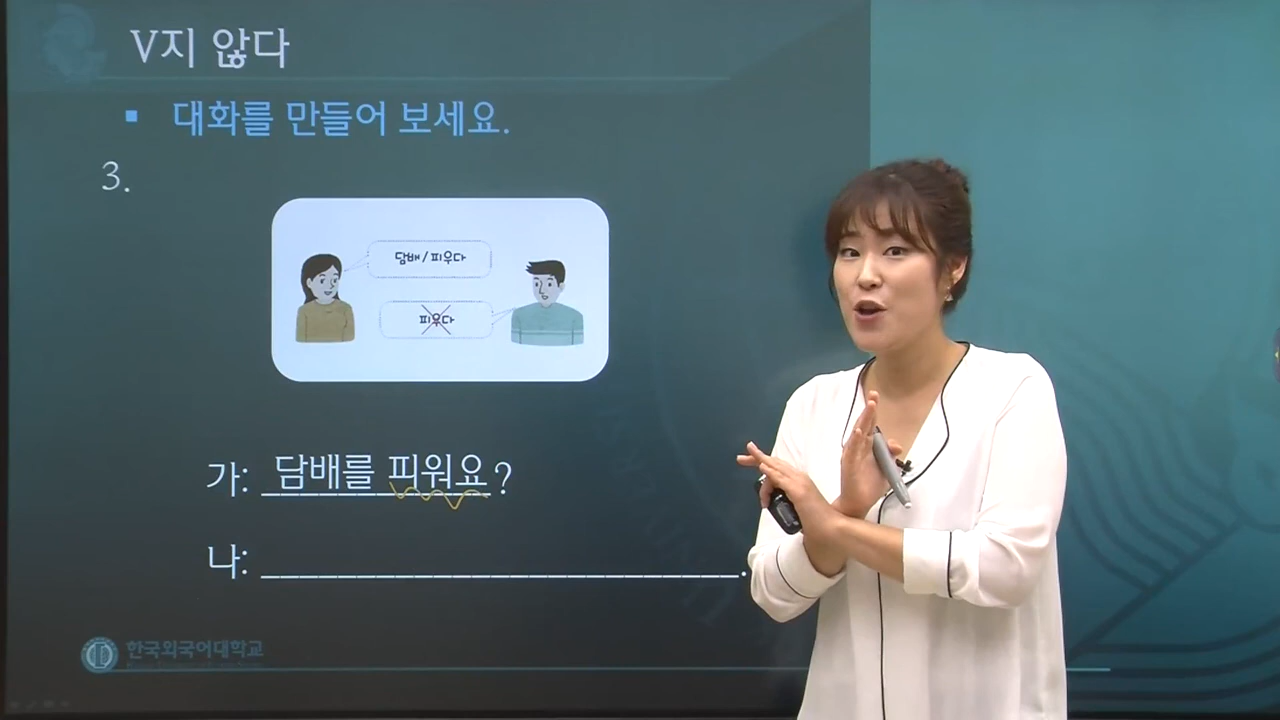 V지 않다
▪ 대화를 만들어 보세요.
3.
담배 / 피우다
피우다
가: 담배를 피워요?
나: ______________________.
한국외국어대학교